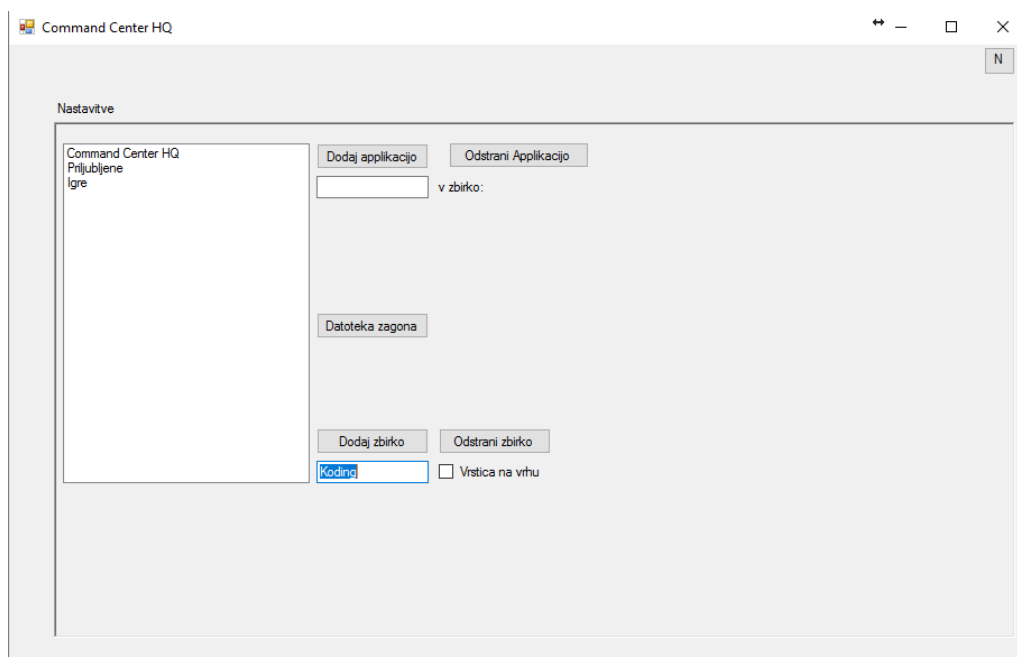 Command Center HQ
N
Nastavitve
Command Center HQ
Priljubljene
Igre
Dodaj applikacijo
Odstrani Applikacijo
v zbirko:
Datoteka zagona
Dodaj zbirko
Odstrani zbirko
Koding
Vrstica na vrhu